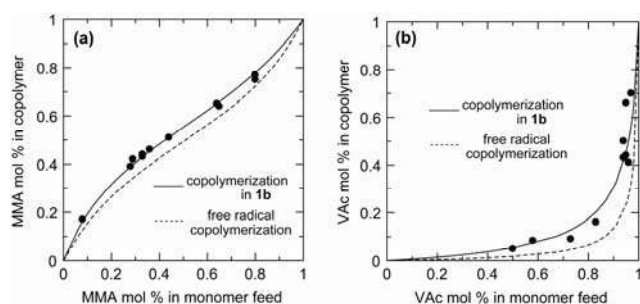 (a)
MMA mol % in copolymer
1
0.8
0.6
0.4
0.2
0
copolymerization
in 1b
free radical
copolymerization
0 0.2 0.4 0.6 0.8 1
MMA mol % in monomer feed
(b)
VAc mol % in copolymer
1
0.8
0.6
0.4
0.2
0
copolymerization
in 1b
free radical
copolymerization
0 0.2 0.4 0.6 0.8 1
VAc mol % in monomer feed